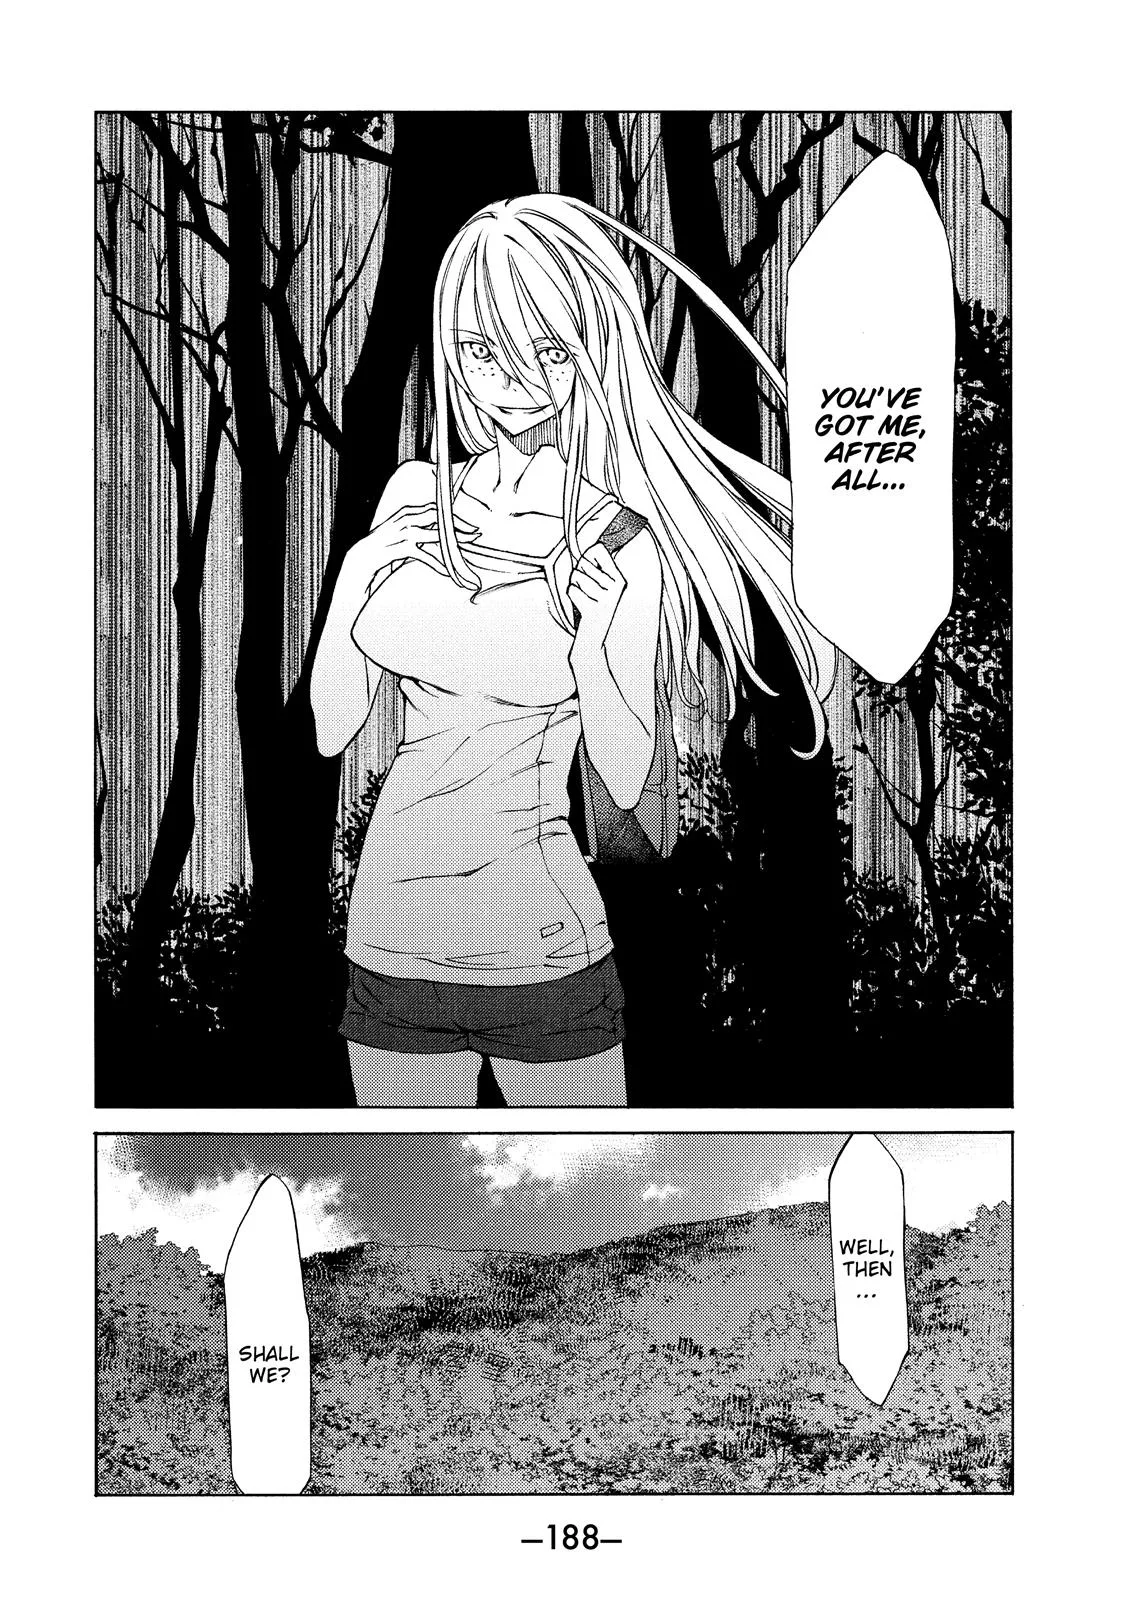 YOU'VE
GOT ME,
AFTER
ALL...
WELL,
THEN
...
SHALL
WE?
—188—